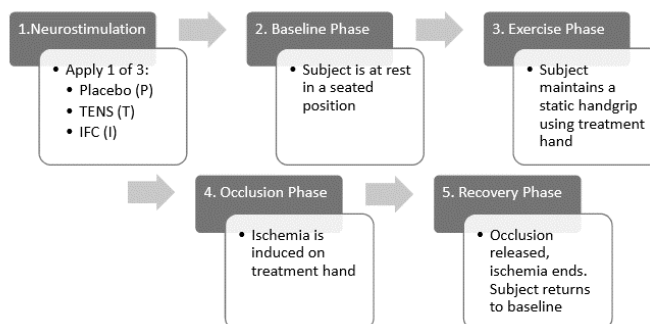 1.Neurostimulation
• Apply 1 of 3:
• Placebo (P)
• TENS (T)
• IFC (I)
2. Baseline Phase
• Subject is at rest
in a seated
position
3. Exercise Phase
• Subject
maintains a
static handgrip
using treatment
hand
4. Occlusion Phase
• Ischemia is
induced on
treatment hand
5. Recovery Phase
• Occlusion
released,
ischemia ends.
Subject returns
to baseline